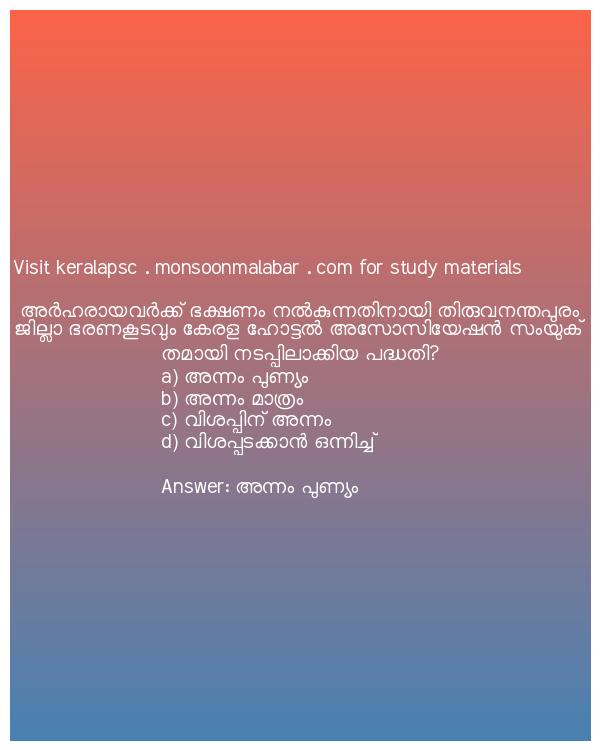 Visit keralapsc . monsoonmalabar . com for study materials
അർഹരായവർക്ക് ഭക്ഷണം നൽകുന്നതിനായി തിരുവനന്തപുരം
ജില്ലാ ഭരണകൂടവും കേരള ഹോട്ടൽ അസോസിയേഷൻ സംയുക്
തമായി നടപ്പിലാക്കിയ പദ്ധതി?
a) അന്നം പുണ്യം
b) അന്നം മാത്രം
c) വിശപ്പിന് അന്നം
d) വിശപ്പടക്കാൻ ഒന്നിച്ച്
Answer: അന്നം പുണ്യം